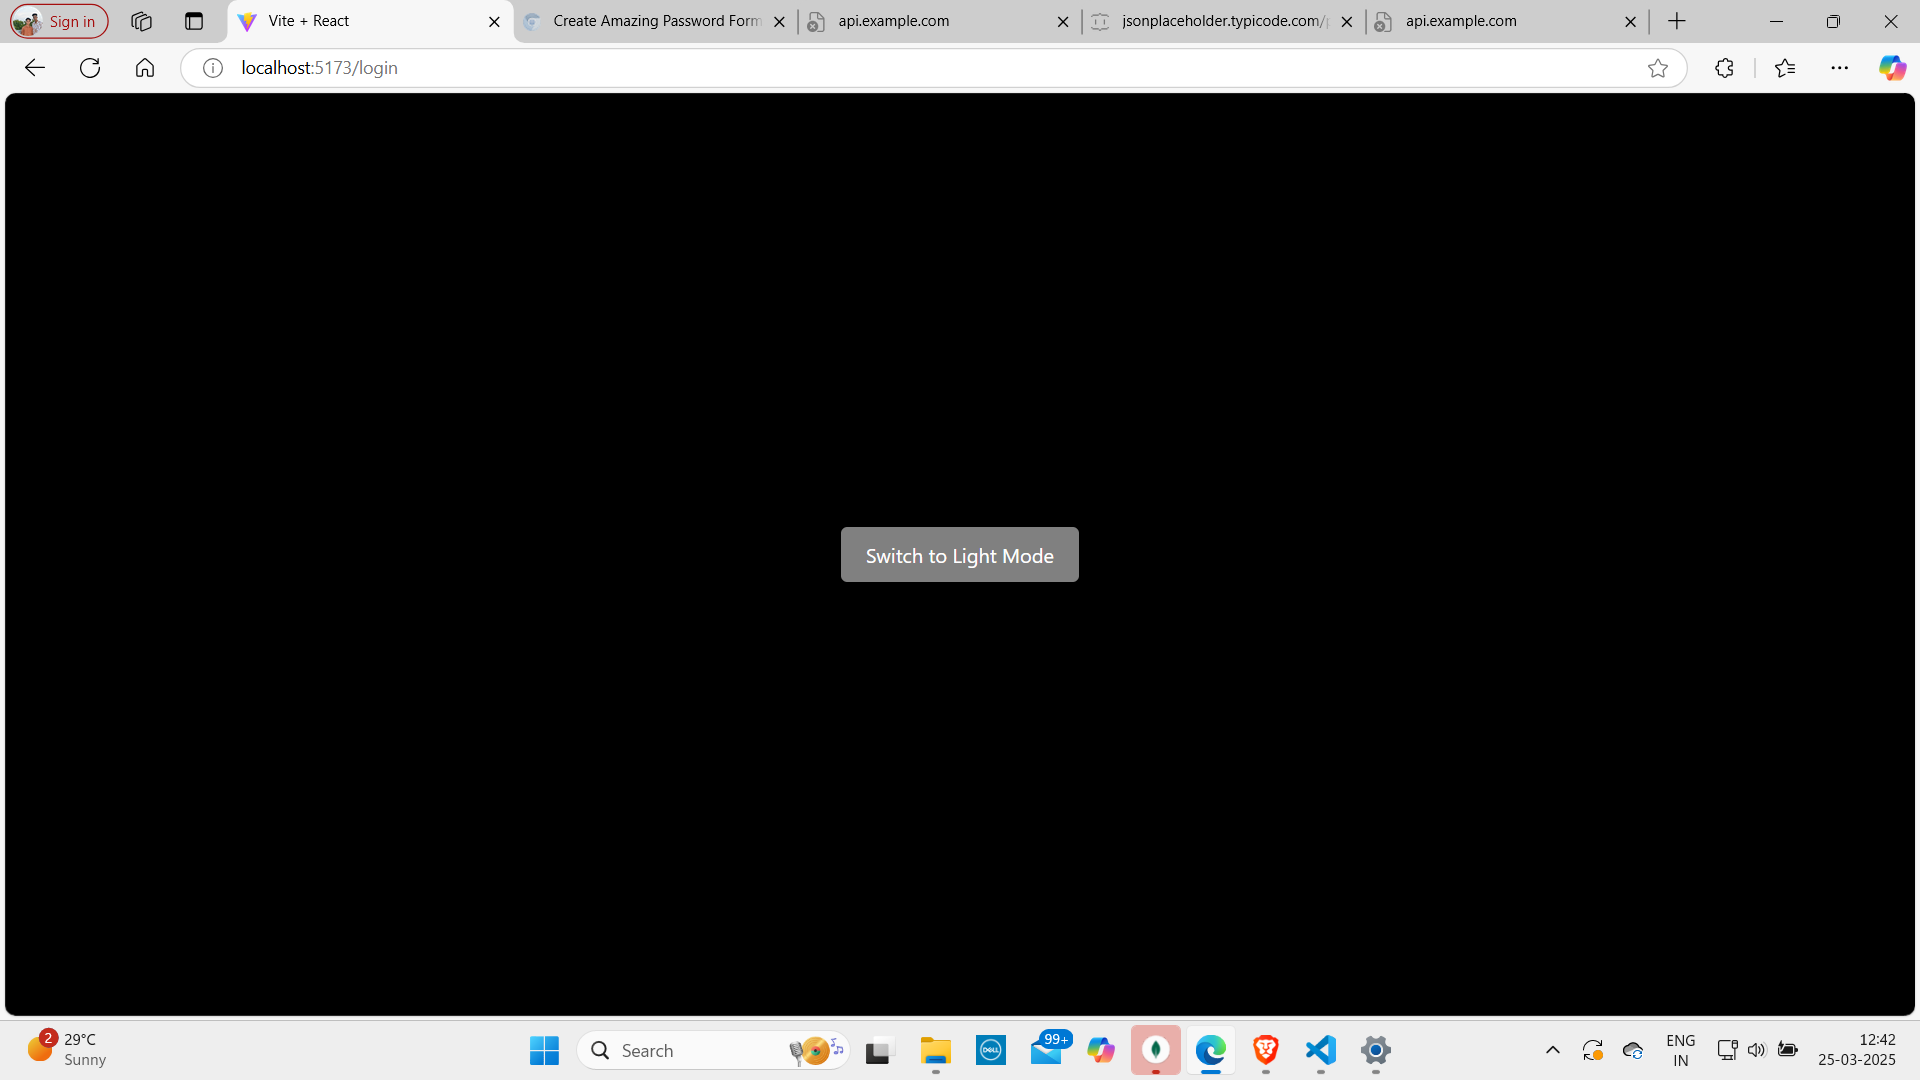 Sign in
Vite + React
Create Amazing Password Form
api.example.com
jsonplaceholder.typicode.com/
api.example.com
localhost:5173/login
Switch to Light Mode
2
29°C
Sunny
Search
DELL
99+
ENG
IN
12:42
25-03-2025